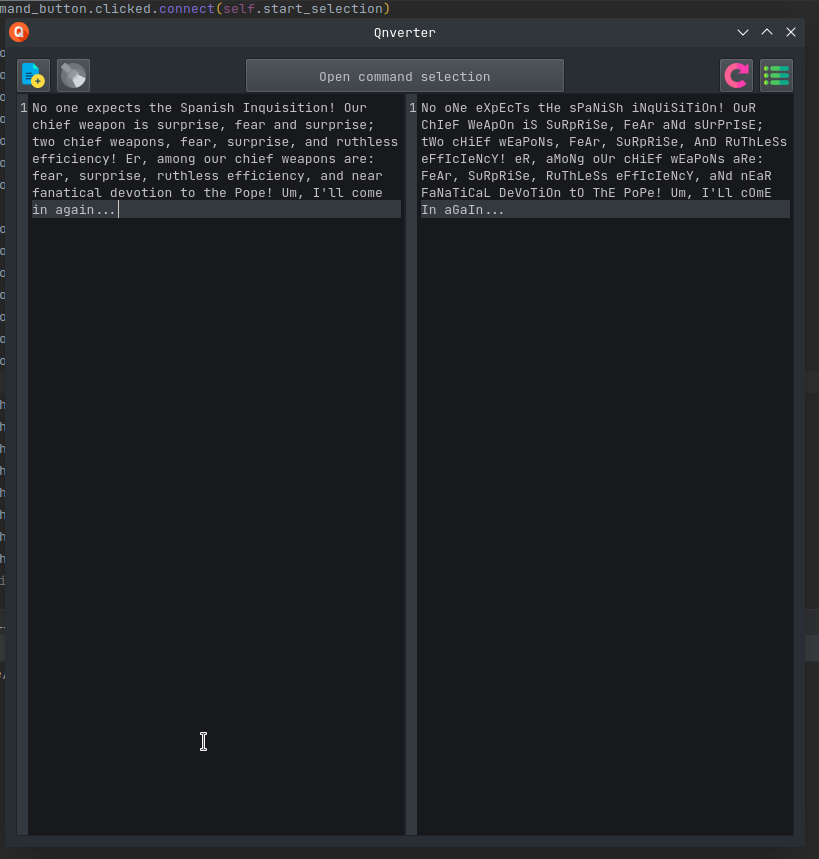 mand_button.clicked.connect(self.start_selection)
Qnverter
Open command selection
1 No one expects the Spanish Inquisition! Our
chief weapon is surprise, fear and surprise;
two chief weapons, fear, surprise, and ruthless
efficiency! Er, among our chief weapons are:
fear, surprise, ruthless efficiency, and near
fanatical devotion to the Pope! Um, I'll come
in again...
1 No oNe eXpEcTs tHe sPaNiSh iNqUiSiTiOn! OuR
ChIeF WeApOn iS SuRpRiSe, FeAr aNd sUrPrIsE;
tWo cHiEf wEaPoNs, FeAr, SuRpRiSe, AnD RuThLeSs
eFfIcIeNcY! eR, aMoNg oUr cHiEf wEaPoNs aRe:
FeAr, SuRpRiSe, RuThLeSs eFfIcIeNcY, aNd nEaR
FaNaTiCaL DeVoTiOn tO ThE PoPe! Um, I'Ll cOmE
In aGaIn...